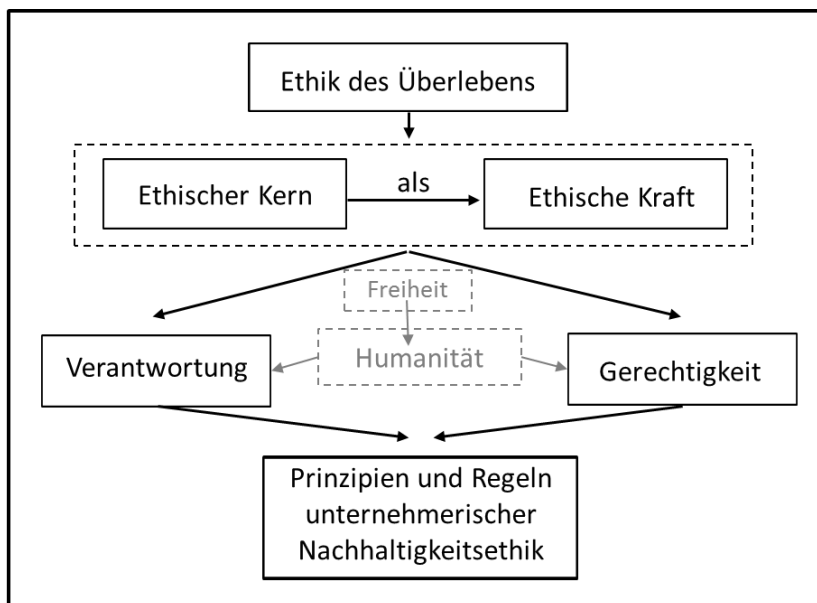 Ethik des Überlebens
Ethischer Kern
als
Ethische Kraft
Freiheit
Verantwortung
Humanität
Gerechtigkeit
Prinzipien und Regeln
unternehmerischer
Nachhaltigkeitsethik